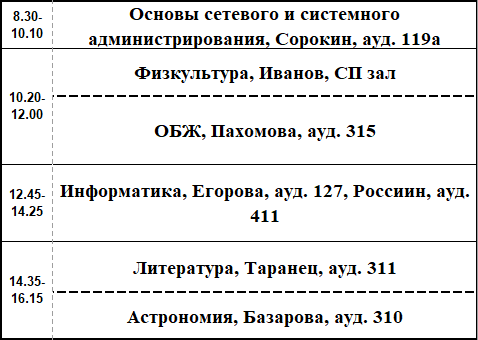 8.30-
10.10
Основы сетевого и системного
администрирования, Сорокин, ауд. 119а
10.20-
12.00
Физкультура, Иванов, СП зал
ОБЖ, Пахомова, ауд. 315
12.45-
14.25
Информатика, Егорова, ауд. 127, Россиин, ауд.
411
14.35-
16.15
Литература, Таранец, ауд. 311
Астрономия, Базарова, ауд. 310